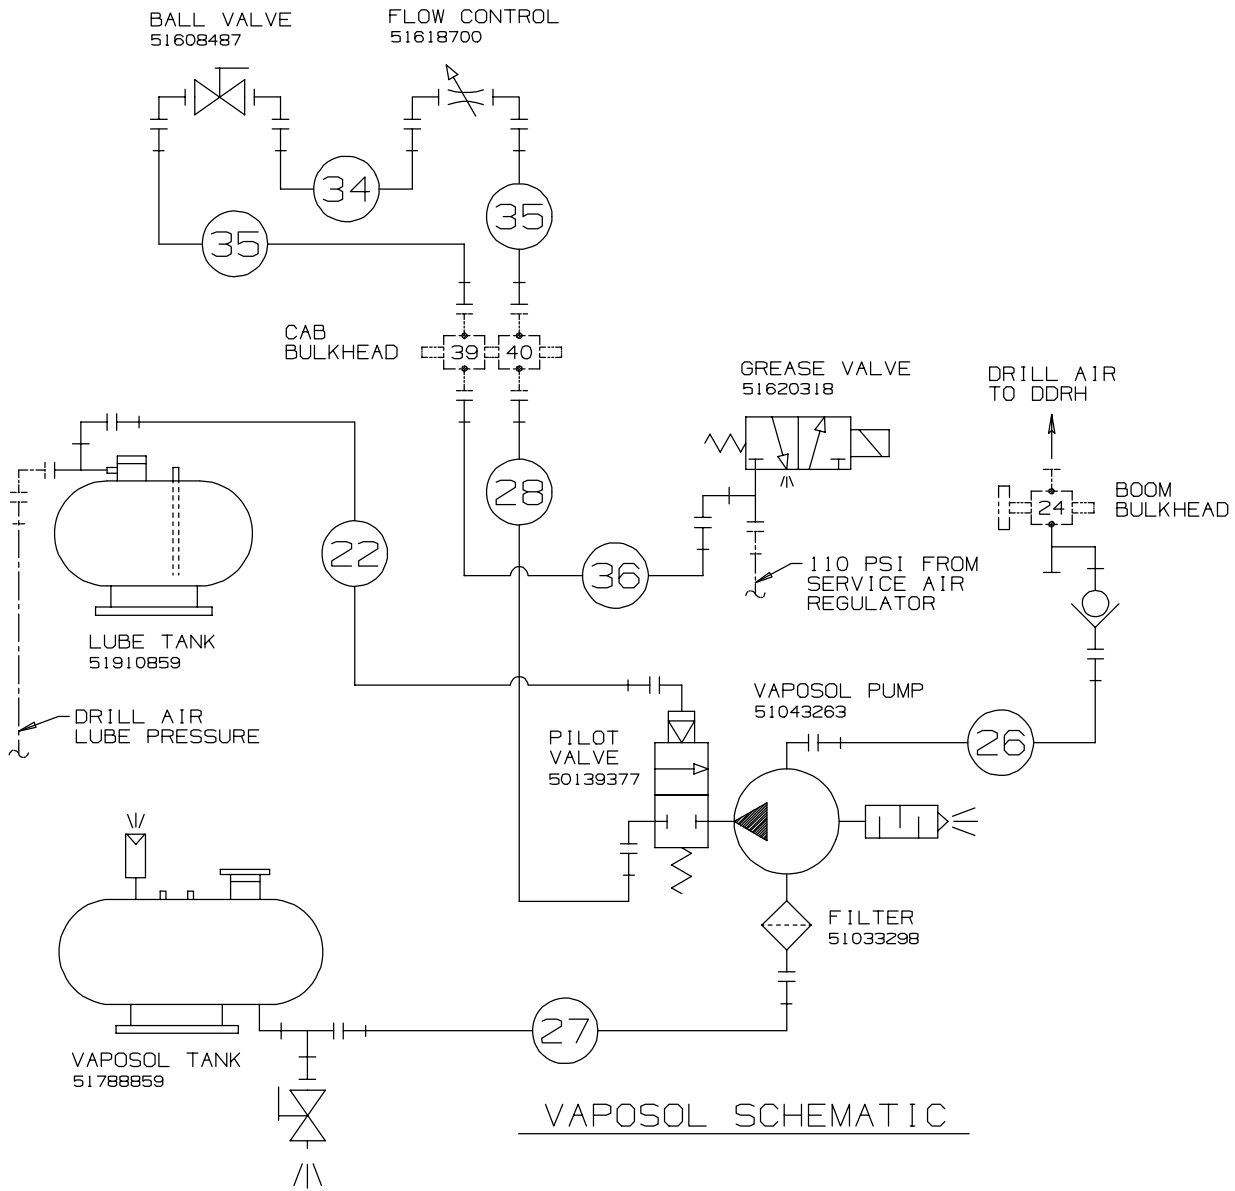 BALL VALVE
51608487
FLOW CONTROL
51618700
34
35
35
CAB
BULKHEAD
39
40
GREASE VALVE
51620318
DRILL AIR
TO DDRH
28
24
BOOM
BULKHEAD
22
36
110 PSI FROM
SERVICE AIR
REGULATOR
LUBE TANK
51910859
DRILL AIR
LUBE PRESSURE
VAPOSOL PUMP
51043263
26
PILOT
VALVE
50139377
FILTER
51033298
27
VAPOSOL TANK
51788859
VAPOSOL SCHEMATIC